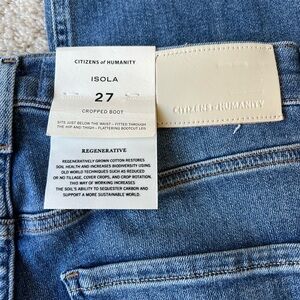 CITIZENS of HUMANITY
ISOLA
27
CROPPED BOOT
SITS JUST BELOW THE WAIST – FITTED THROUGH
THE HIP AND THIGH – FLATTERING BOOTCUT LEG
REGENERATIVE
REGENERATIVELY GROWN COTTON RESTORES
SOIL HEALTH AND INCREASES BIODIVERSITY USING
OLD WORLD TECHNIQUES SUCH AS REDUCED
OR NO TILLAGE, COVER CROPS, AND CROP ROTATION.
THIS WAY OF WORKING INCREASES
THE SOIL'S ABILITY TO SEQUESTER CARBON AND
SUPPORT A MORE SUSTAINABLE WORLD.
CITIZENS of HUMANITY